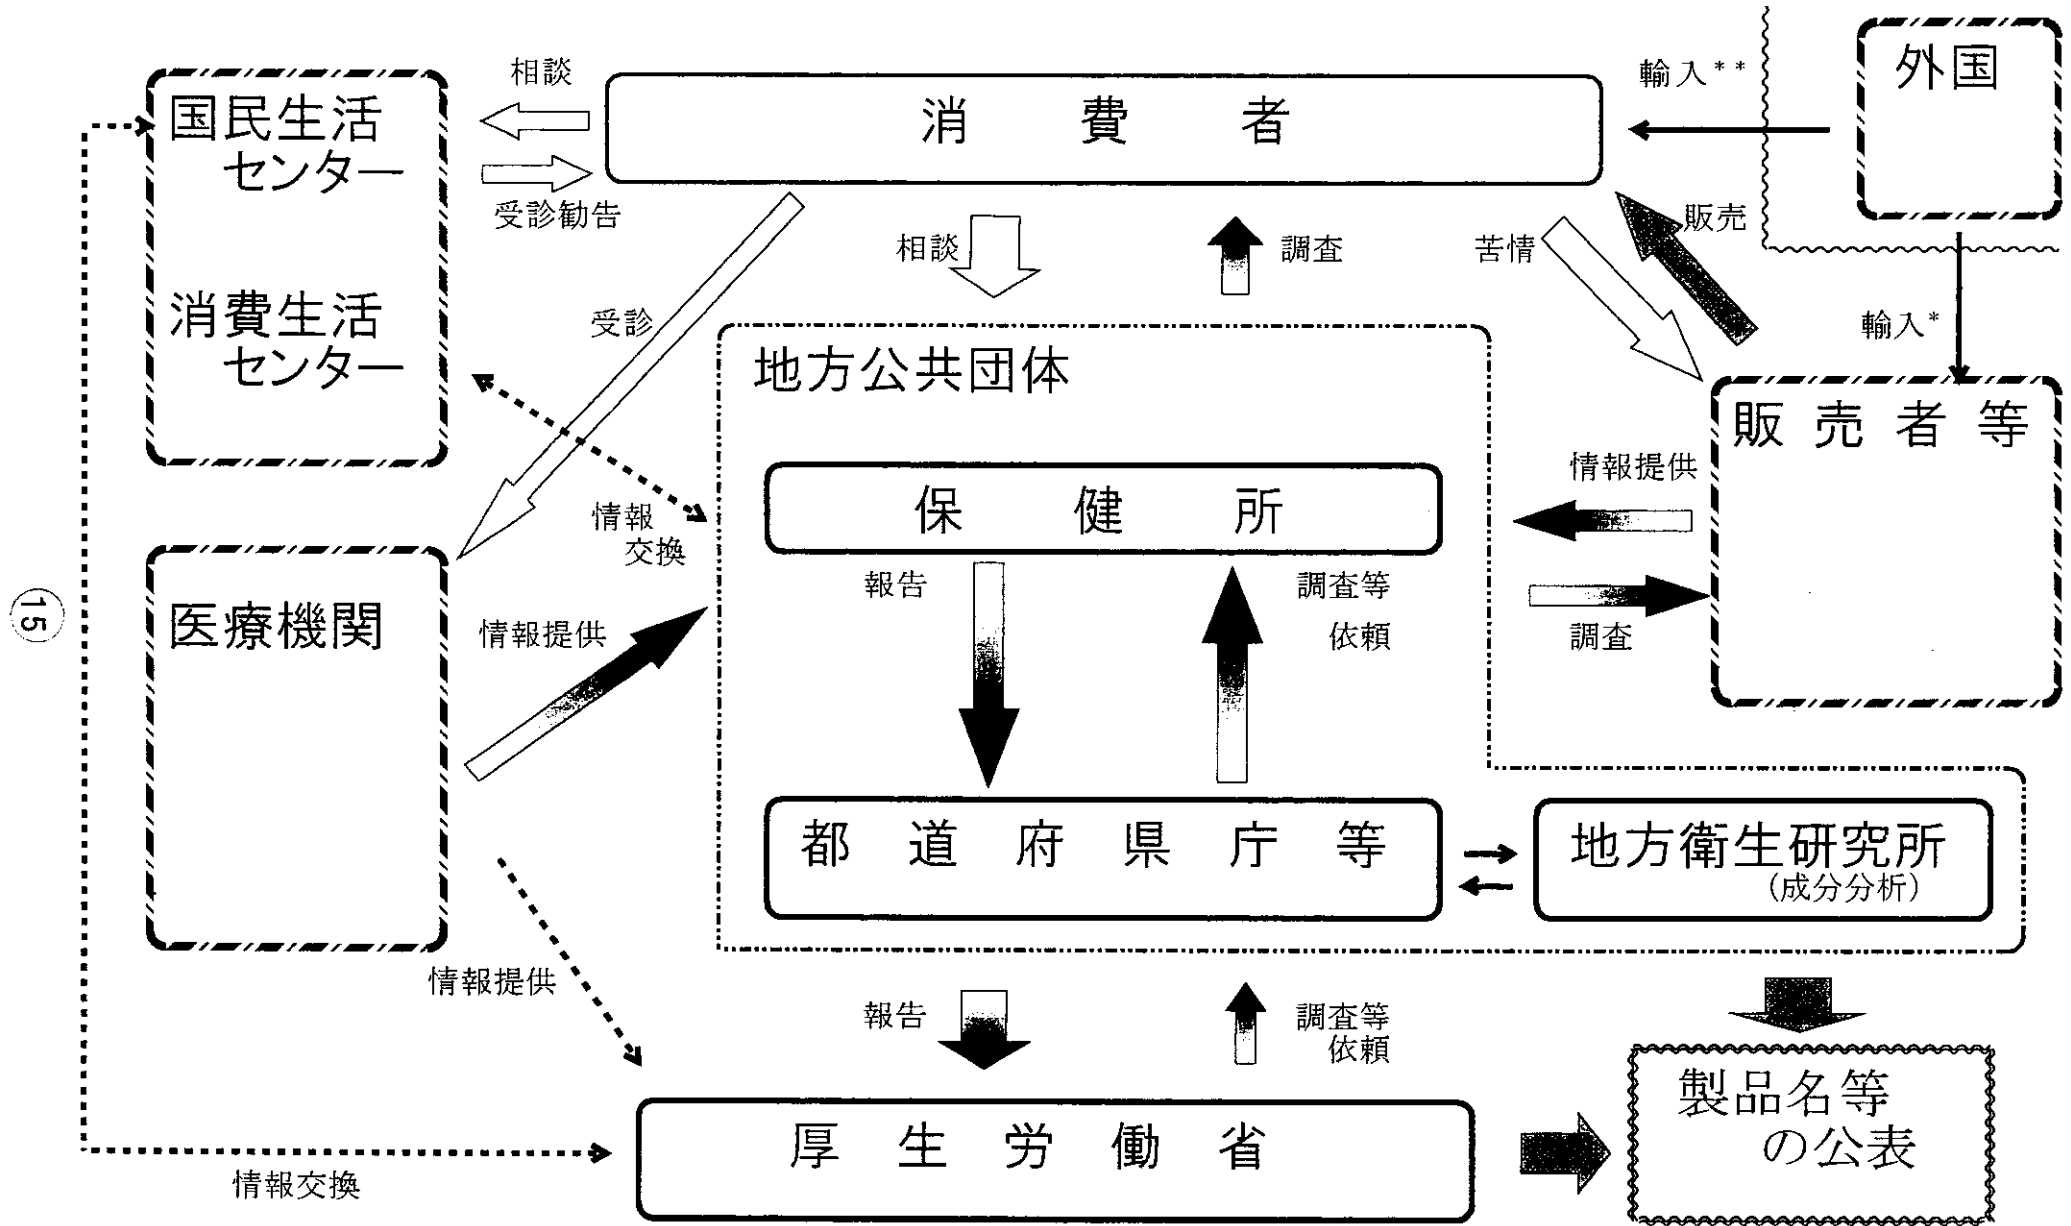 相談
消　費　者
輸入**
外国
国民生活
センター
受診勧告
販売
相談
調査
苦情
消費生活
センター
受診
輸入*
地方公共団体
販 売 者 等
情報提供
保　健　所
情報
交換
報告
調査等
依頼
調査
⑮
医療機関
情報提供
都 道 府 県 庁 等
地方衛生研究所
(成分分析)
情報提供
報告
調査等
依頼
製品名等
の公表
厚 生 労 働 省
情報交換